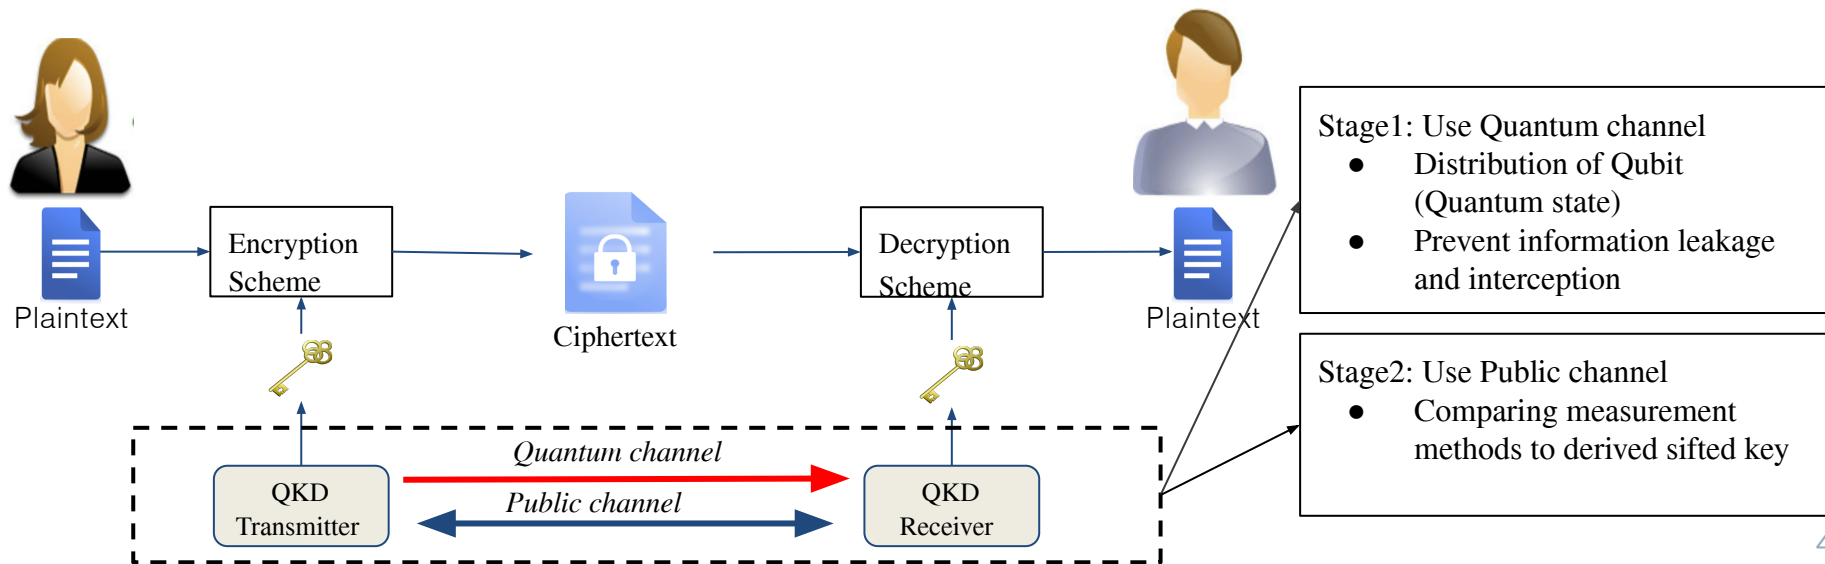 Plaintext
Encryption
Scheme
Ciphertext
Decryption
Scheme
Plaintext
Quantum channel
Public channel
QKD
Transmitter
QKD
Receiver
Stage1: Use Quantum channel
● Distribution of Qubit
(Quantum state)
● Prevent information leakage
and interception
Stage2: Use Public channel
● Comparing measurement
methods to derived sifted key